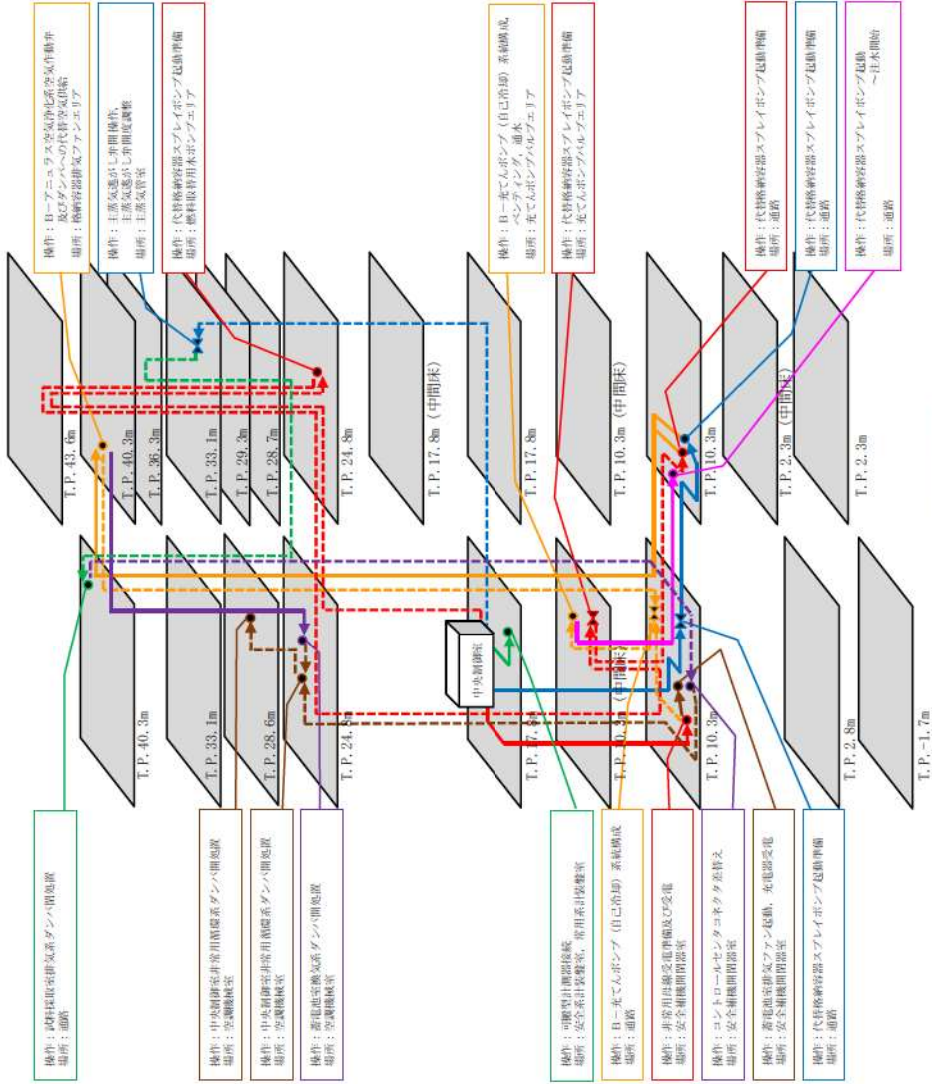 操作：B－アニュラス空気浄化系空気作動弁
及びダンパへの代替空気供給
場所：格納容器排気ファンエリア
操作：主蒸気逃がし弁開操作，
主蒸気逃がし弁開度調整
場所：主蒸気管室
操作：代替格納容器スプレイポンプ起動準備
場所：燃料取替用水ポンプエリア
操作：B－充てんポンプ（自己冷却）系統構成，
ベンティング，通水
場所：充てんポンプバルブエリア
操作：代替格納容器スプレイポンプ起動準備
場所：充てんポンプバルブエリア
操作：代替格納容器スプレイポンプ起動準備
場所：通路
操作：代替格納容器スプレイポンプ起動準備
場所：通路
操作：代替格納容器スプレイポンプ起動
～注水開始
場所：通路
T.P. 43.6m
T.P. 40.3m
T.P. 36.3m
T.P. 33.1m
T.P. 29.3m
T.P. 28.7m
T.P. 24.8m
T.P. 17.8m (中間床)
T.P. 17.8m
T.P. 10.3m (中間床)
T.P. 10.3m
T.P. 2.3m (中間床)
T.P. 2.3m
中央制御室
T.P. 40.3m
T.P. 33.1m
T.P. 28.6m
T.P. 24.8m
T.P. 17.8m
T.P. 10.3m (中間床)
T.P. 10.3m
T.P. 2.8m
T.P. -1.7m
操作：試料採取室排気系ダンパ閉処置
場所：通路
操作：中央制御室非常用循環系ダンパ開処置
場所：空調機械室
操作：中央制御室非常用循環系ダンパ開処置
場所：空調機械室
操作：蓄電池室換気系ダンパ開処置
場所：空調機械室
操作：可搬型計測器接続
場所：安全系計装盤室，常用系計装盤室
操作：B－充てんポンプ（自己冷却）系統構成
場所：通路
操作：非常用母線受電準備及び受電
場所：安全補機開閉器室
操作：コントロールセンタコネクタ差替え
場所：安全補機開閉器室
操作：蓄電池室排気ファン起動，充電器受電
場所：安全補機開閉器室
操作：代替格納容器スプレイポンプ起動準備
場所：通路